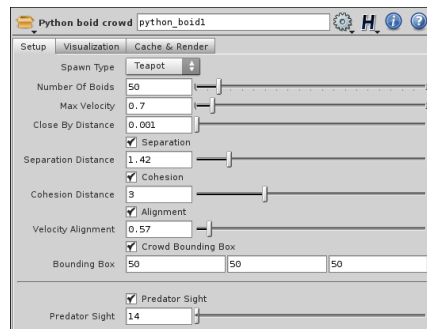 Python boid crowd python_boid1
Setup Visualization Cache & Render
Spawn Type Teapot
Number Of Boids 50
Max Velocity 0.7
Close By Distance 0.001
Separation
Separation Distance 1.42
Cohesion
Cohesion Distance 3
Alignment
Velocity Alignment 0.57
Crowd Bounding Box
Bounding Box 50 50 50
Predator Sight
Predator Sight 14